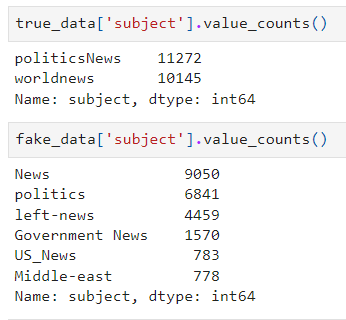 true_data['subject'].value_counts()
politicsNews    11272
worldnews       10145
Name: subject, dtype: int64
fake_data['subject'].value_counts()
News               9050
politics           6841
left-news          4459
Government News    1570
US_News             783
Middle-east         778
Name: subject, dtype: int64